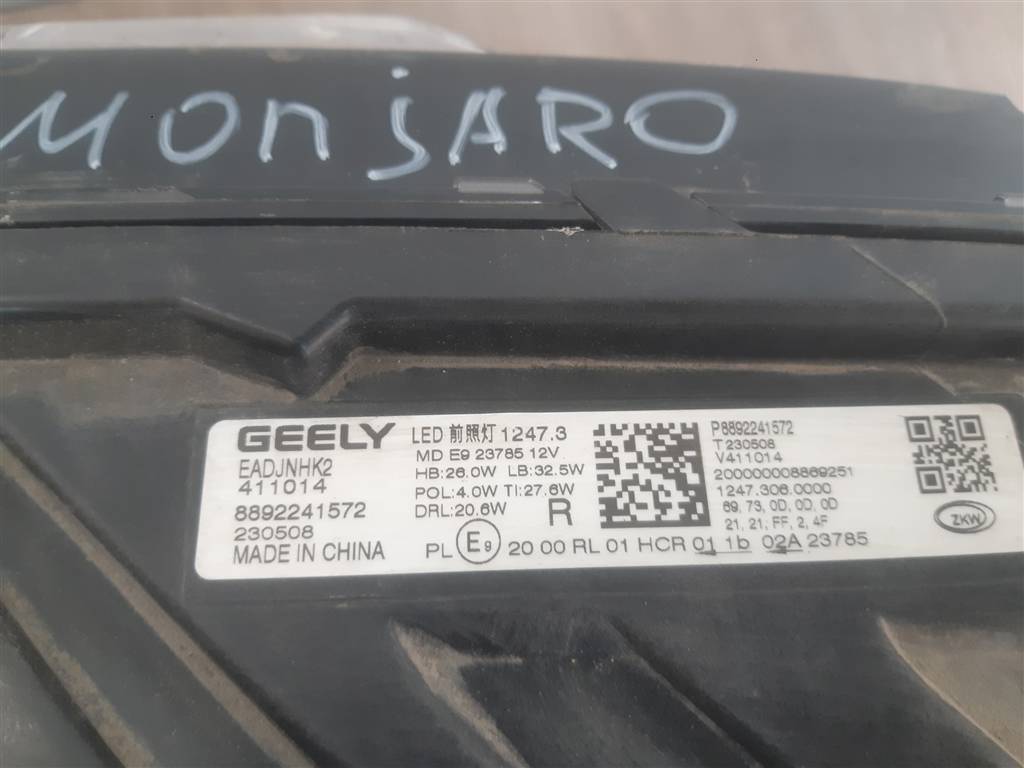 MONJARO
GEELY
EADJNHK2
411014
8892241572
230508
MADE IN CHINA
LED 前照灯 1247.3
MD E9 23785 12V
HB:26.0W LB:32.5W
POL:4.0W TI:27.6W
DRL:20.6W R
PL E9 20 00 RL 01 HCR 01 1b 02A 23785
P8892241572
T230508
V411014
200000008869251
1247.306.0000
69, 73, 0D, 0D, 0D
21, 21, FF, 2, 4F
ZKW